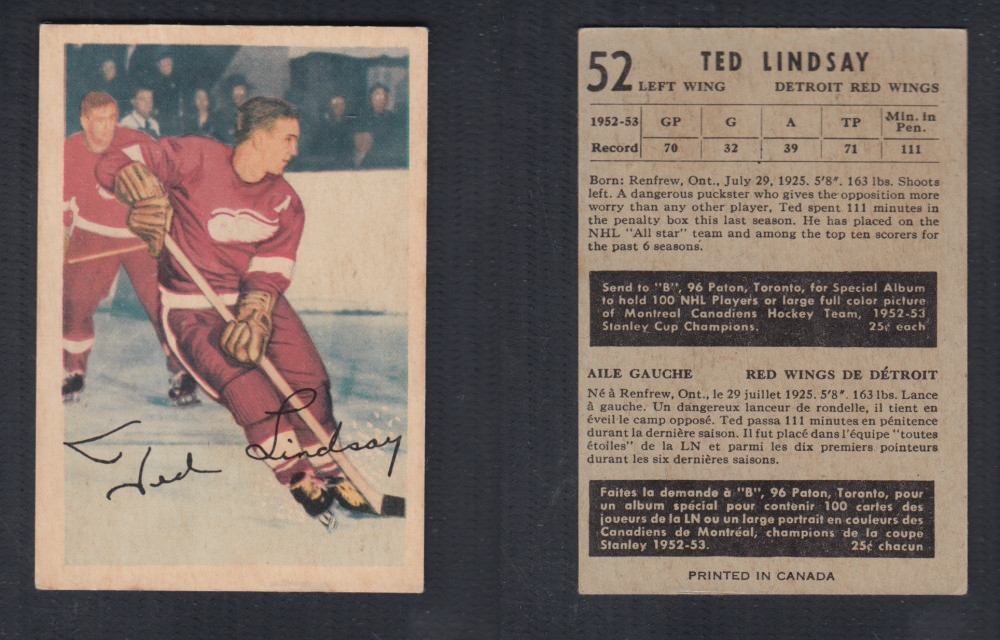 Ted Lindsay
A
52 TED LINDSAY
LEFT WING DETROIT RED WINGS
1952-53 GP G A TP Min. in Pen.
Record 70 32 39 71 111
Born: Renfrew, Ont., July 29, 1925. 5'8". 163 lbs. Shoots
left. A dangerous puckster who gives the opposition more
worry than any other player, Ted spent 111 minutes in
the penalty box this last season. He has placed on the
NHL "All star" team and among the top ten scorers for
the past 6 seasons.
Send to "B", 96 Paton, Toronto, for Special Album
to hold 100 NHL Players or large full color picture
of Montreal Canadiens Hockey Team, 1952-53
Stanley Cup Champions. 25¢ each
AILE GAUCHE RED WINGS DE DÉTROIT
Né à Renfrew, Ont., le 29 juillet 1925. 5'8". 163 lbs. Lance
à gauche. Un dangereux lanceur de rondelle, il tient en
éveil le camp opposé. Ted passa 111 minutes en pénitence
durant la dernière saison. Il fut placé dans l'équipe "toutes
étoiles" de la LN et parmi les dix premiers pointeurs
durant les six dernières saisons.
Faites la demande à "B", 96 Paton, Toronto, pour
un album spécial pour contenir 100 cartes des
joueurs de la LN ou un large portrait en couleurs des
Canadiens de Montréal, champions de la coupe
Stanley 1952-53. 25¢ chacun
PRINTED IN CANADA